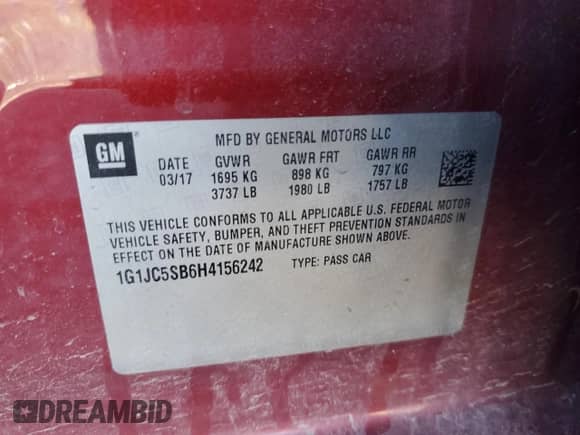 GM
MFD BY GENERAL MOTORS LLC
DATE GVWR GAWR FRT GAWR RR
03/17 1695 KG 898 KG 797 KG
3737 LB 1980 LB 1757 LB
THIS VEHICLE CONFORMS TO ALL APPLICABLE U.S. FEDERAL MOTOR
VEHICLE SAFETY, BUMPER, AND THEFT PREVENTION STANDARDS IN
EFFECT ON THE DATE OF MANUFACTURE SHOWN ABOVE.
1G1JC5SB6H4156242 TYPE: PASS CAR
DREAMBID